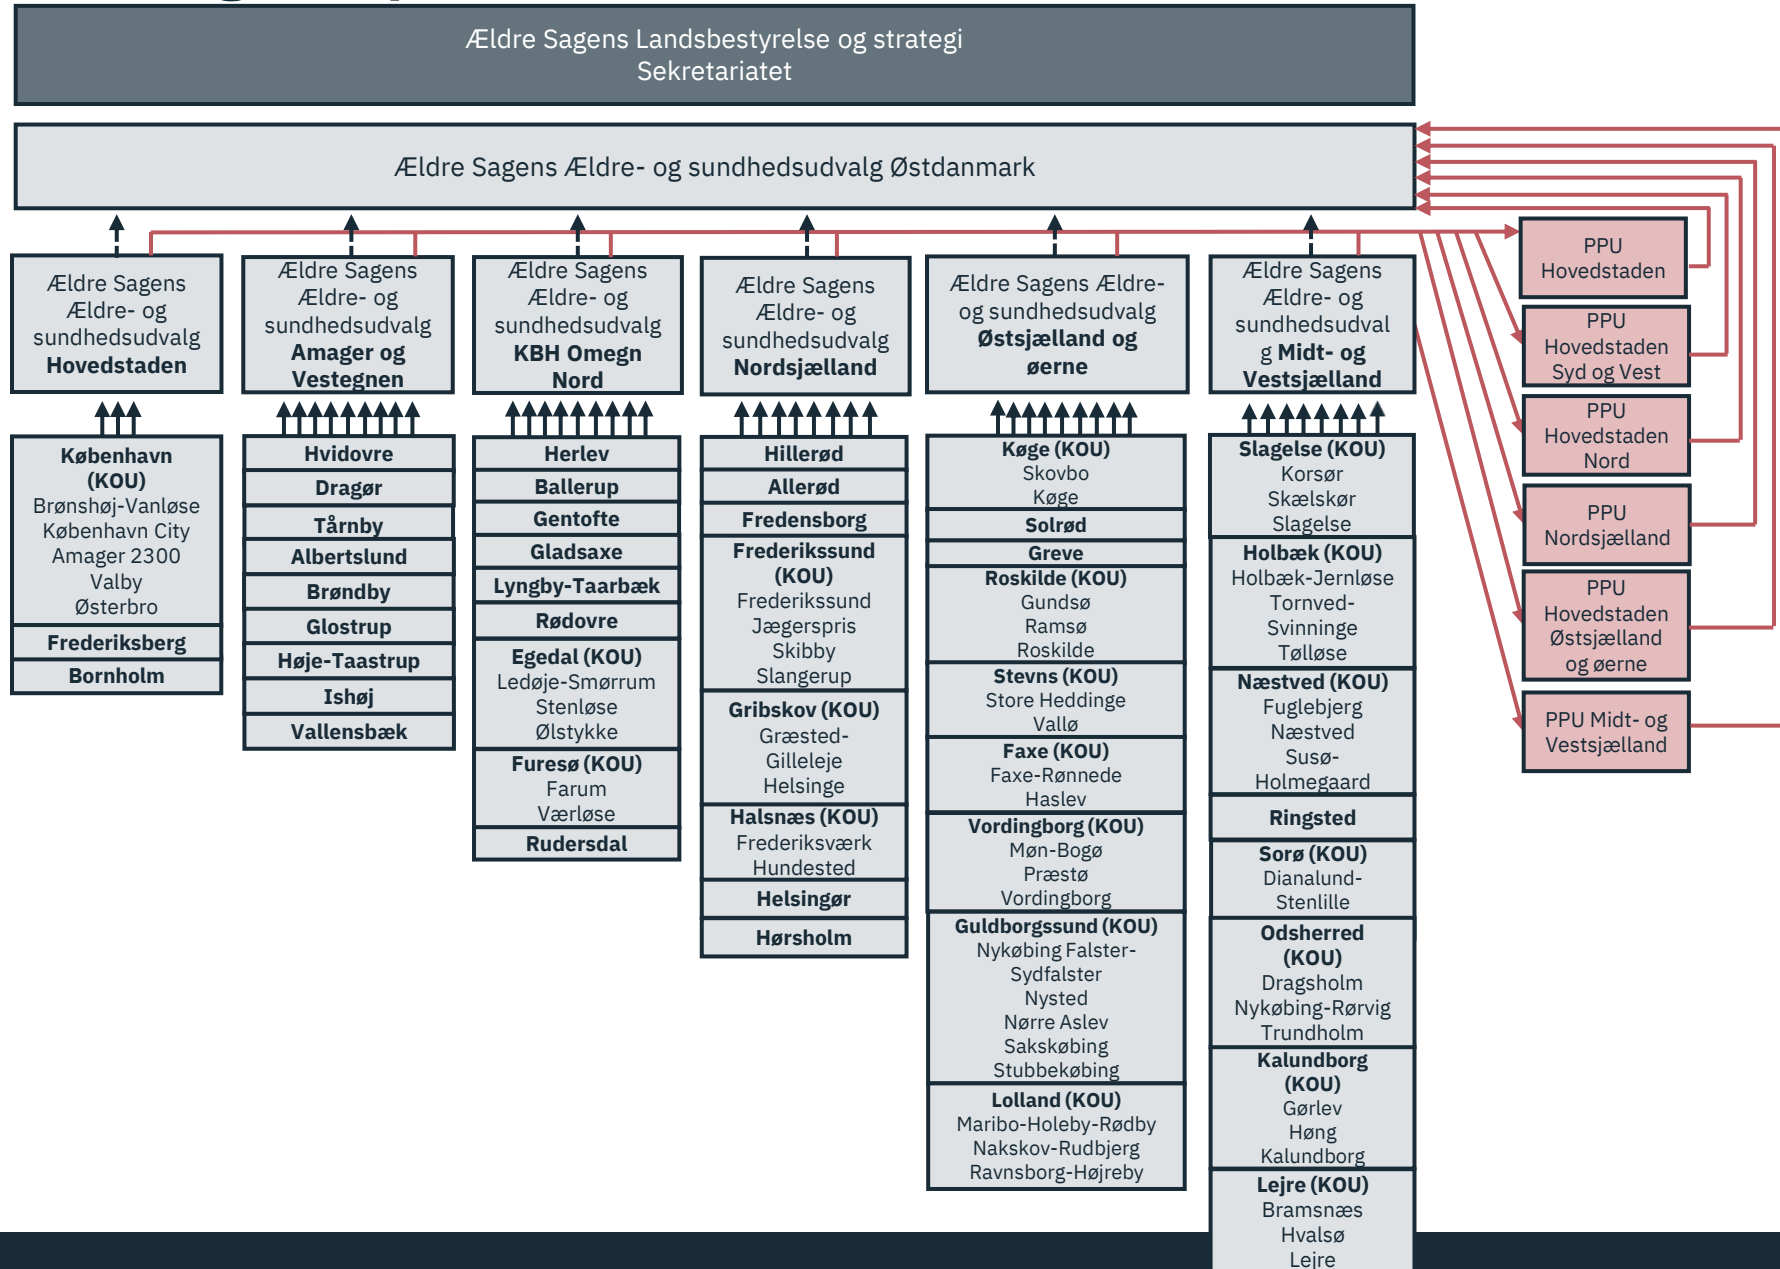 Ældre Sagens Landsbestyrelse og strategi
Sekretariatet
Ældre Sagens Ældre- og sundhedsudvalg Østdanmark
Ældre Sagens
Ældre- og
sundhedsudvalg
Hovedstaden
Ældre Sagens
Ældre- og
sundhedsudvalg
Amager og
Vestegnen
Ældre Sagens
Ældre- og
sundhedsudvalg
KBH Omegn
Nord
Ældre Sagens
Ældre- og
sundhedsudvalg
Nordsjælland
Ældre Sagens Ældre-
og sundhedsudvalg
Østsjælland og
øerne
Ældre Sagens
Ældre- og
sundhedsudval
g Midt- og
Vestsjælland
København
(KOU)
Brønshøj-Vanløse
København City
Amager 2300
Valby
Østerbro
Frederiksberg
Bornholm
Hvidovre
Dragør
Tårnby
Albertslund
Brøndby
Glostrup
Høje-Taastrup
Ishøj
Vallensbæk
Herlev
Ballerup
Gentofte
Gladsaxe
Lyngby-Taarbæk
Rødovre
Egedal (KOU)
Ledøje-Smørrum
Stenløse
Ølstykke
Furesø (KOU)
Farum
Værløse
Rudersdal
Hillerød
Allerød
Fredensborg
Frederikssund
(KOU)
Frederikssund
Jægerspris
Skibby
Slangerup
Gribskov (KOU)
Græsted-
Gilleleje
Helsinge
Halsnæs (KOU)
Frederiksværk
Hundested
Helsingør
Hørsholm
Køge (KOU)
Skovbo
Køge
Solrød
Greve
Roskilde (KOU)
Gundsø
Ramsø
Roskilde
Stevns (KOU)
Store Heddinge
Vallø
Faxe (KOU)
Faxe-Rønnede
Haslev
Vordingborg (KOU)
Møn-Bogø
Præstø
Vordingborg
Guldborgssund (KOU)
Nykøbing Falster-
Sydfalster
Nysted
Nørre Aslev
Sakskøbing
Stubbekøbing
Lolland (KOU)
Maribo-Holeby-Rødby
Nakskov-Rudbjerg
Ravnsborg-Højreby
Slagelse (KOU)
Korsør
Skælskør
Slagelse
Holbæk (KOU)
Holbæk-Jernløse
Tornved-
Svinninge
Tølløse
Næstved (KOU)
Fuglebjerg
Næstved
Susø-
Holmegaard
Ringsted
Sorø (KOU)
Dianalund-
Stenlille
Odsherred
(KOU)
Dragsholm
Nykøbing-Rørvig
Trundholm
Kalundborg
(KOU)
Gørlev
Høng
Kalundborg
Lejre (KOU)
Bramsnæs
Hvalsø
Lejre
PPU
Hovedstaden
PPU
Hovedstaden
Syd og Vest
PPU
Hovedstaden
Nord
PPU
Nordsjælland
PPU
Hovedstaden
Østsjælland
og øerne
PPU Midt- og
Vestsjælland